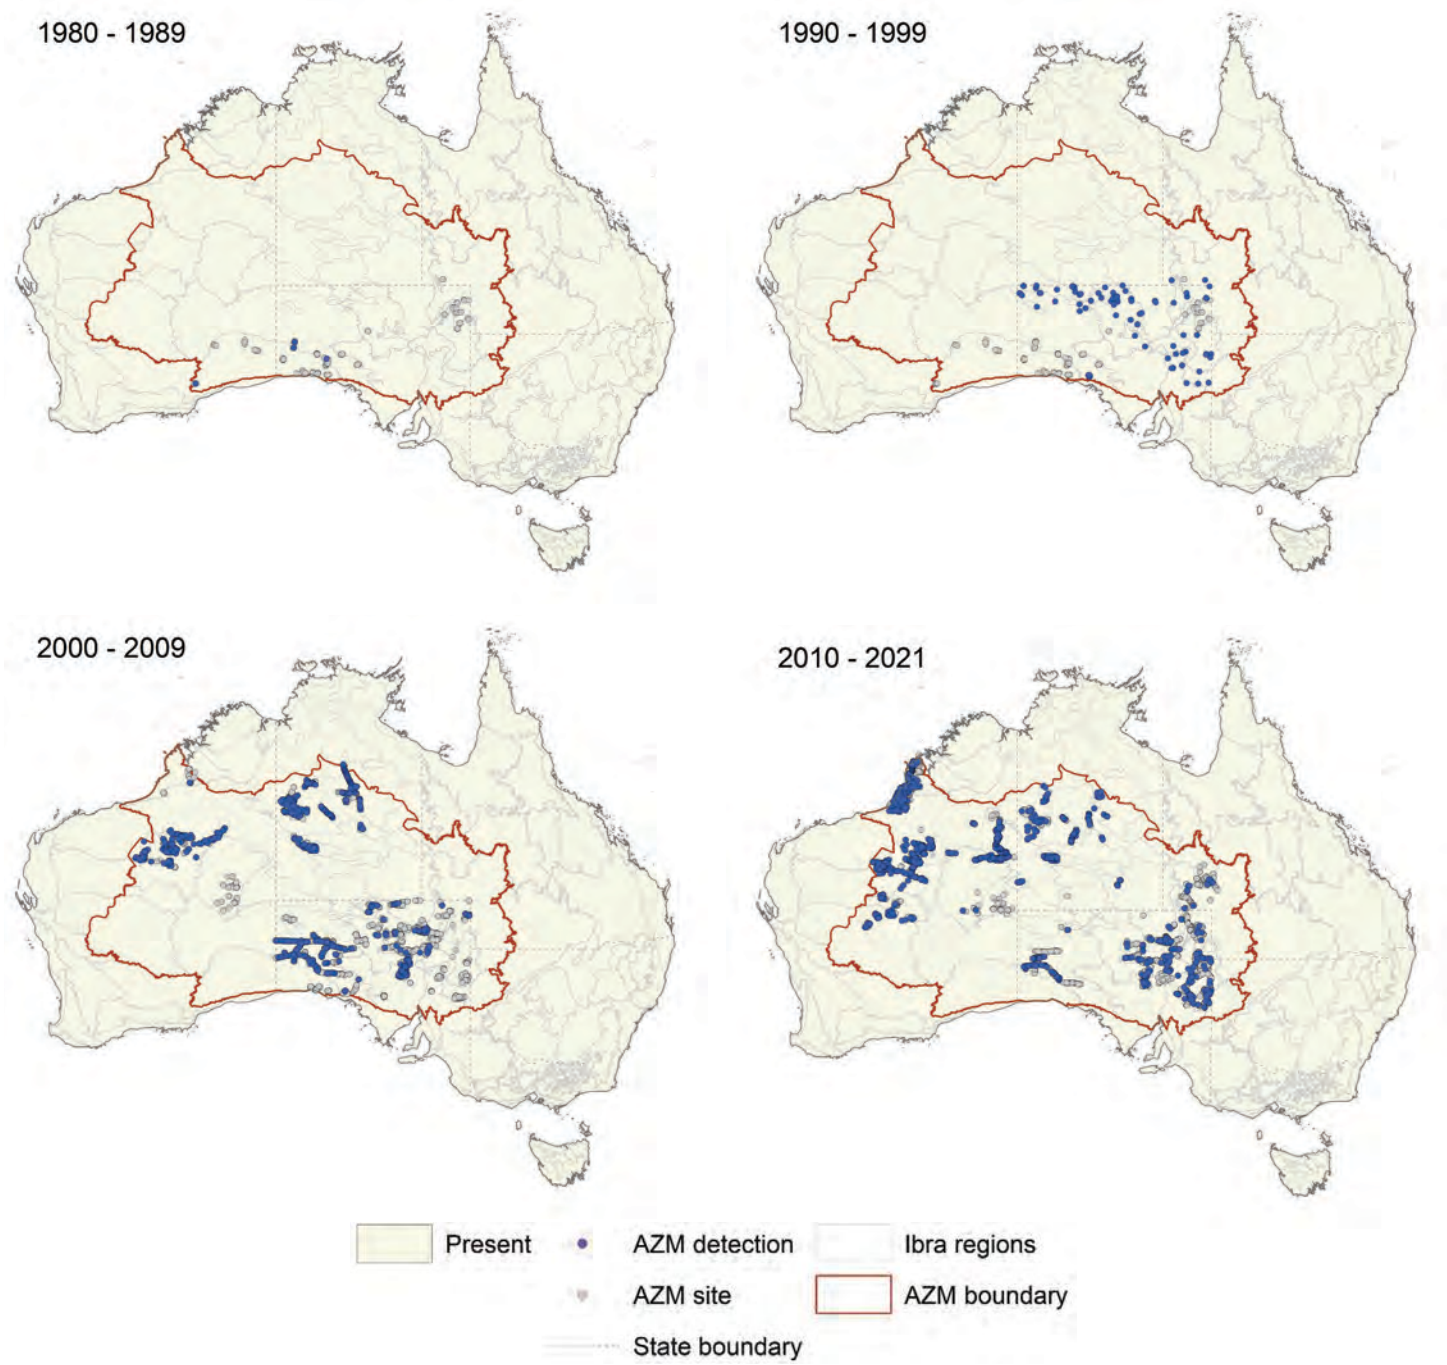 1980 - 1989
1990 - 1999
2000 - 2009
2010 - 2021
Present
AZM detection
Ibra regions
AZM site
AZM boundary
State boundary